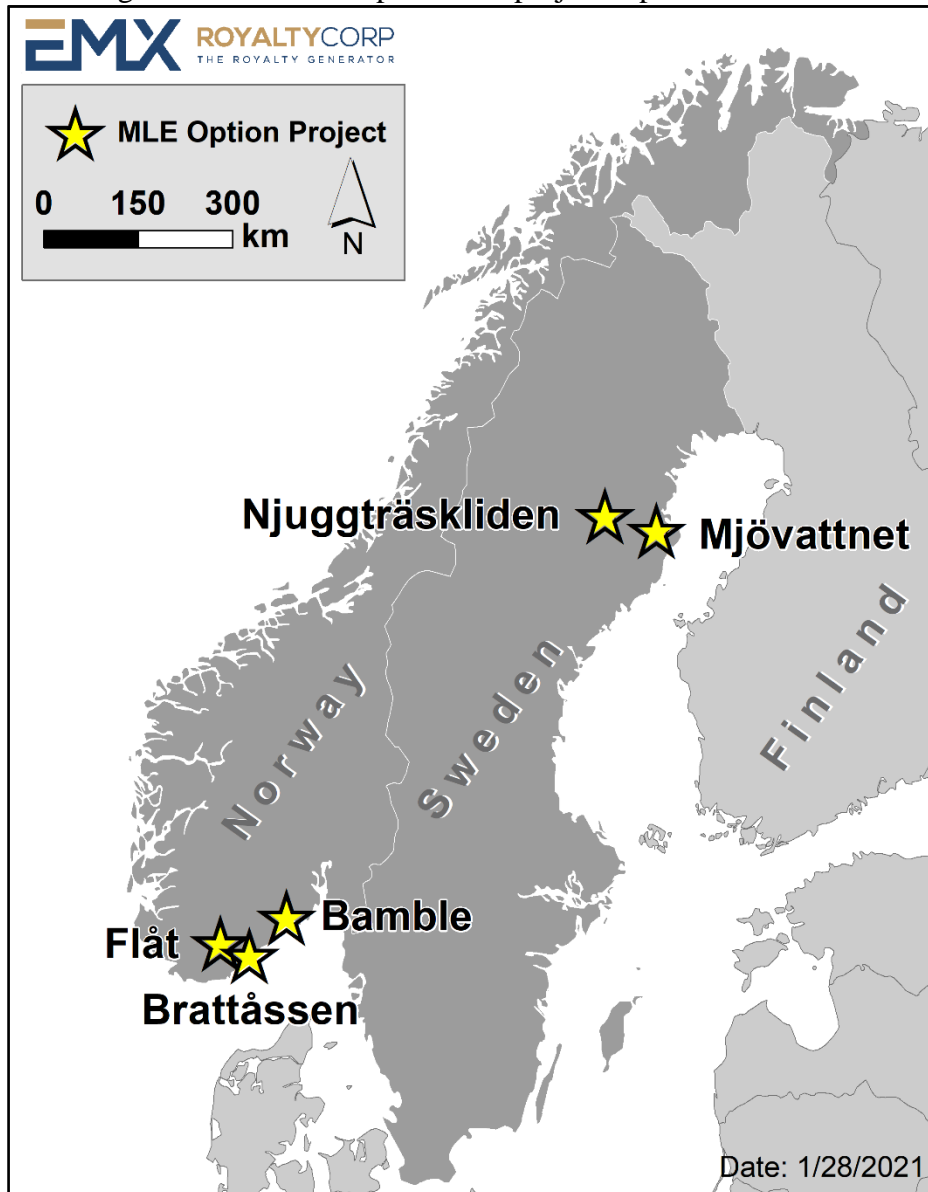 EMX ROYALTYCORP
THE ROYALTY GENERATOR
MLE Option Project
0 150 300
km
N
Njuggträskliden
Mjövattnet
Finland
Sweden
Norway
Bamble
Flåt
Brattåssen
Date: 1/28/2021